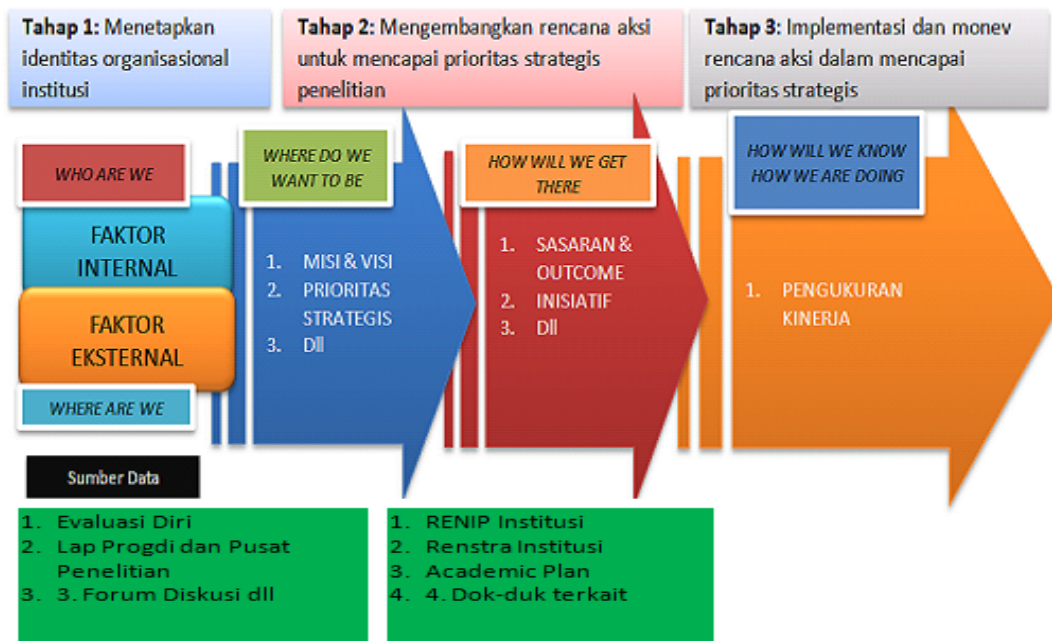 Tahap 1: Menetapkan
identitas organisasional
institusi
Tahap 2: Mengembangkan rencana aksi
untuk mencapai prioritas strategis
penelitian
Tahap 3: Implementasi dan monev
rencana aksi dalam mencapai
prioritas strategis
WHO ARE WE
FAKTOR
INTERNAL
FAKTOR
EKSTERNAL
WHERE ARE WE
WHERE DO WE
WANT TO BE
1. MISI & VISI
2. PRIORITAS
STRATEGIS
3. Dll
HOW WILL WE GET
THERE
1. SASARAN &
OUTCOME
2. INISIATIF
3. Dll
HOW WILL WE KNOW
HOW WE ARE DOING
1. PENGUKURAN
KINERJA
Sumber Data
1. Evaluasi Diri
2. Lap Progdi dan Pusat
Penelitian
3. 3. Forum Diskusi dll
1. RENIP Institusi
2. Renstra Institusi
3. Academic Plan
4. 4. Dok-duk terkait